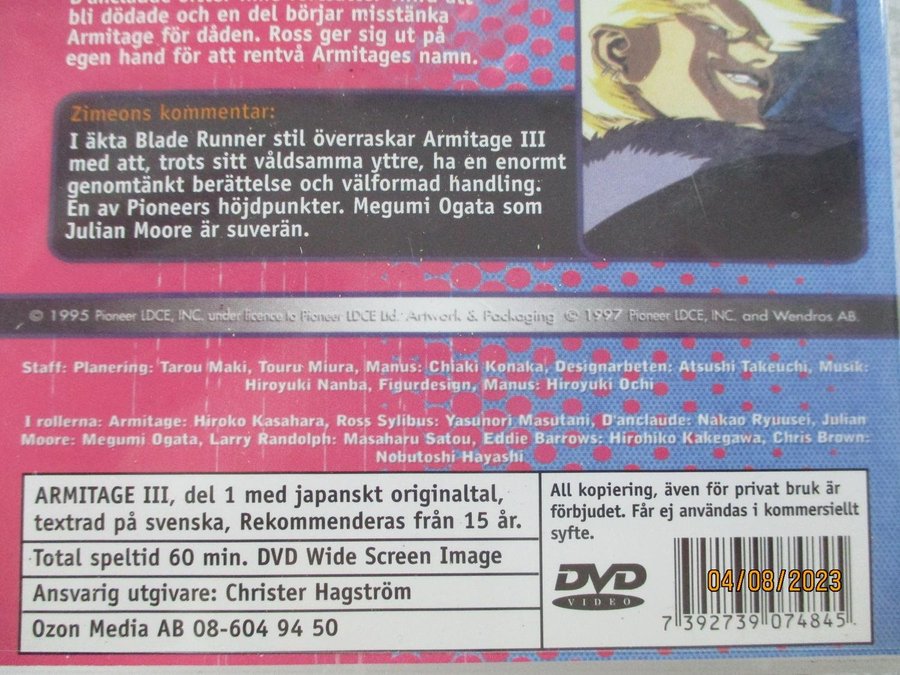 bli dödade och en del börjar misstänka
Armitage för dåden. Ross ger sig ut på
egen hand för att rentvå Armitages namn.
Zimeons kommentar:
I äkta Blade Runner stil överraskar Armitage III
med att, trots sitt våldsamma yttre, ha en enormt
genomtänkt berättelse och välformad handling.
En av Pioneers höjdpunkter. Megumi Ogata som
Julian Moore är suverän.
© 1995 Pioneer LDCE, INC. under licence to Pioneer LDCE Ltd. Artwork & Packaging © 1997 Pioneer LDCE, INC. and Wendros AB.
Staff: Planering: Tarou Maki, Touru Miura, Manus: Chiaki Konaka, Designarbeten: Atsushi Takeuchi, Musik:
Hiroyuki Nanba, Figurdesign, Manus: Hiroyuki Ochi
I rollerna: Armitage: Hiroko Kasahara, Ross Sylibus: Yasunori Masutani, D'anclaude: Nakao Ryuusei, Julian
Moore: Megumi Ogata, Larry Randolph: Masaharu Satou, Eddie Barrows: Hirohiko Kakegawa, Chris Brown:
Nobutoshi Hayashi
ARMITAGE III, del 1 med japanskt originaltal,
textrad på svenska, Rekommenderas från 15 år.
Total speltid 60 min. DVD Wide Screen Image
Ansvarig utgivare: Christer Hagström
Ozon Media AB 08-604 94 50
All kopiering, även för privat bruk är
förbjudet. Får ej användas i kommersiellt
syfte.
DVD
VIDEO
04/08/2023
7 392739 074845